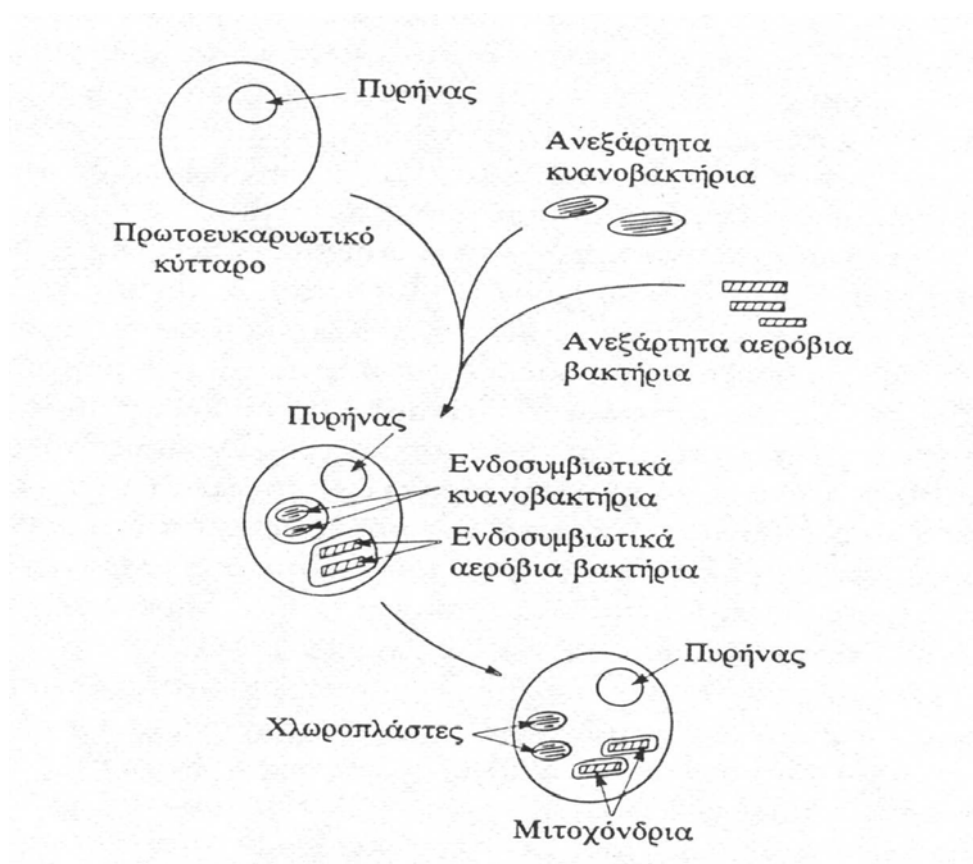 Πυρήνας
Ανεξάρτητα
κυανοβακτήρια
Πρωτοευκαρυωτικό
κύτταρο
Ανεξάρτητα αερόβια
βακτήρια
Πυρήνας
Ενδοσυμβιωτικά
κυανοβακτήρια
Ενδοσυμβιωτικά
αερόβια βακτήρια
Πυρήνας
Χλωροπλάστες
Μιτοχόνδρια